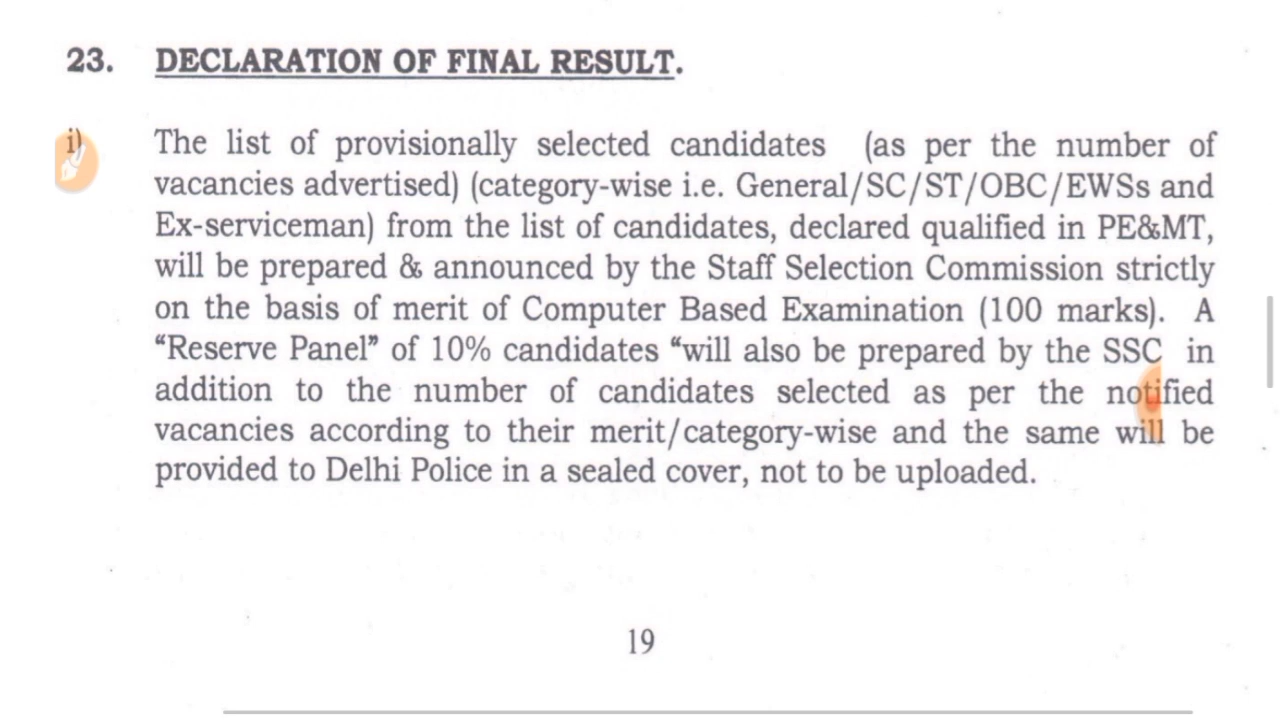 23. DECLARATION OF FINAL RESULT.
i) The list of provisionally selected candidates (as per the number of
vacancies advertised) (category-wise i.e. General/SC/ST/OBC/EWSs and
Ex-serviceman) from the list of candidates, declared qualified in PE&MT,
will be prepared & announced by the Staff Selection Commission strictly
on the basis of merit of Computer Based Examination (100 marks). A
“Reserve Panel” of 10% candidates “will also be prepared by the SSC in
addition to the number of candidates selected as per the notified
vacancies according to their merit/category-wise and the same will be
provided to Delhi Police in a sealed cover, not to be uploaded.
19